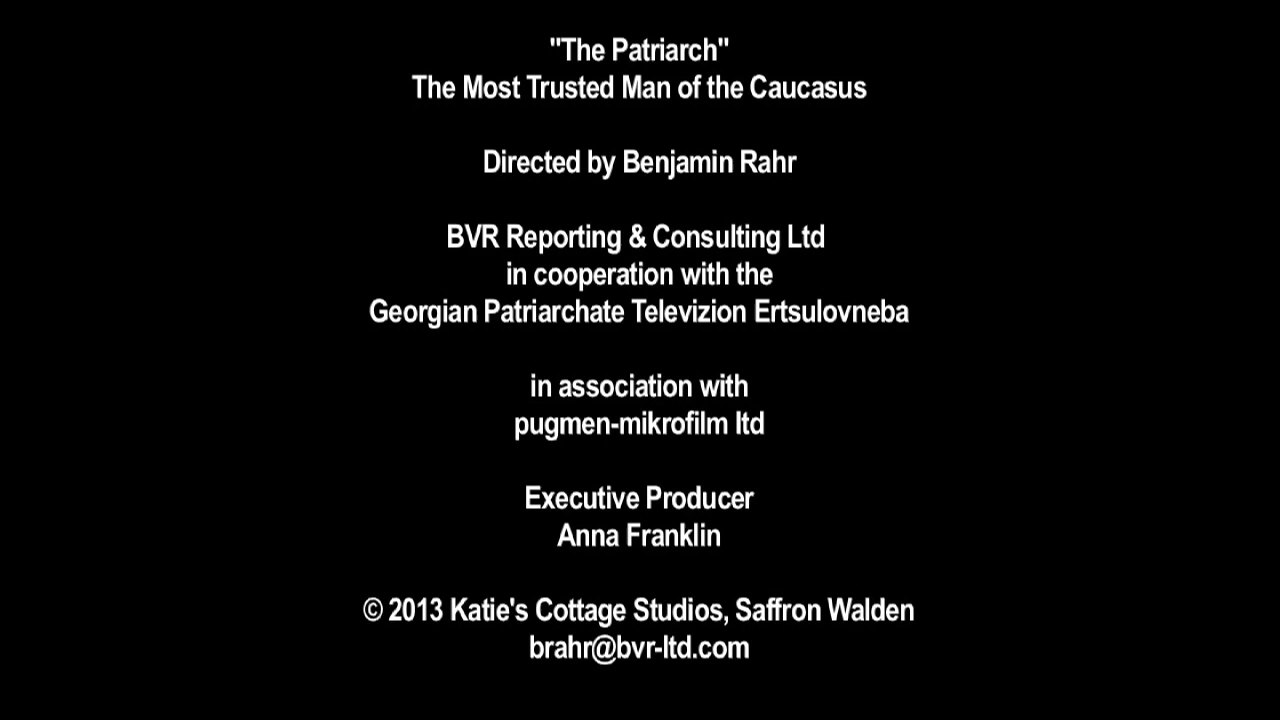 "The Patriarch"
The Most Trusted Man of the Caucasus
Directed by Benjamin Rahr
BVR Reporting & Consulting Ltd
in cooperation with the
Georgian Patriarchate Televizion Ertsulovneba
in association with
pugmen-mikrofilm ltd
Executive Producer
Anna Franklin
© 2013 Katie's Cottage Studios, Saffron Walden
brahr@bvr-ltd.com